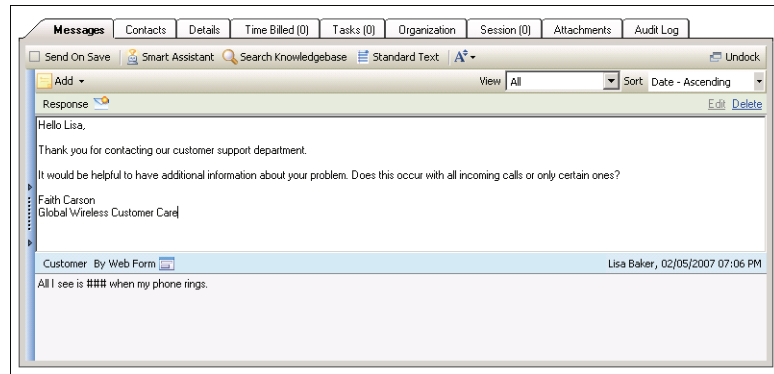 Messages Contacts Details Time Billed (0) Tasks (0) Organization Session (0) Attachments Audit Log
Send On Save Smart Assistant Search Knowledgebase Standard Text A Undock
Add View All Sort Date - Ascending
Response Edit Delete
Hello Lisa,
Thank you for contacting our customer support department.
It would be helpful to have additional information about your problem. Does this occur with all incoming calls or only certain ones?
Faith Carson
Global Wireless Customer Care
Customer By Web Form Lisa Baker, 02/05/2007 07:06 PM
All I see is ### when my phone rings.